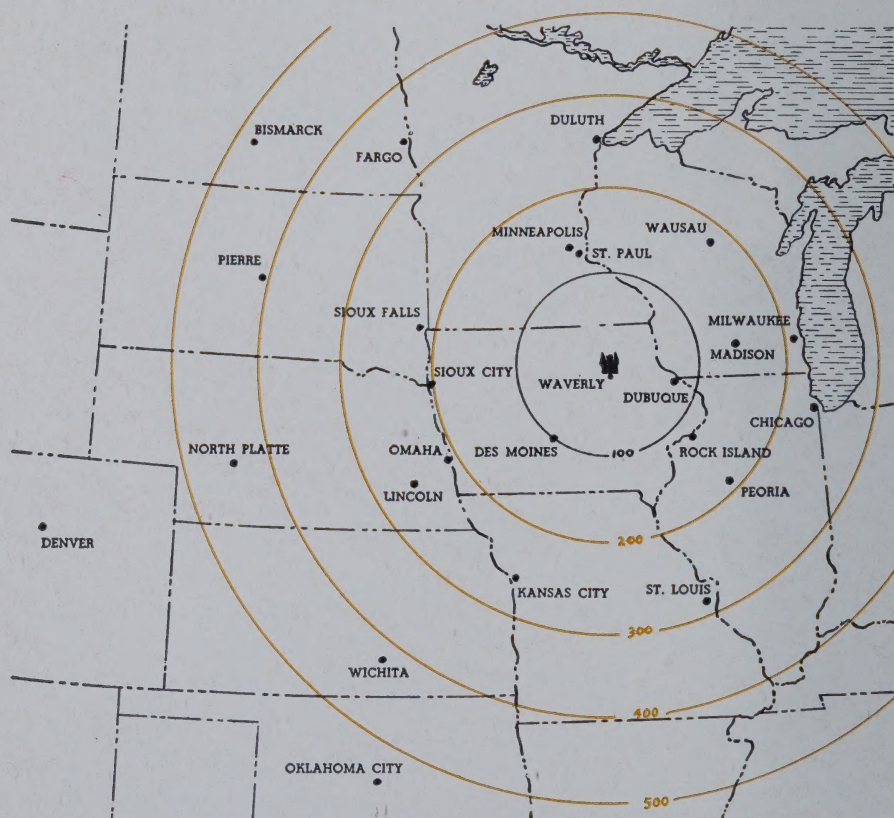 DULUTH
BISMARCK
FARGO
MINNEAPOLIS
WAUSAU
ST. PAUL
PIERRE
SIOUX FALLS
MILWAUKEE
MADISON
SIOUX CITY
WAVERLY
DUBUQUE
CHICAGO
NORTH PLATTE
OMAHA
DES MOINES
100
ROCK ISLAND
LINCOLN
PEORIA
DENVER
200
KANSAS CITY
ST. LOUIS
300
WICHITA
400
OKLAHOMA CITY
500